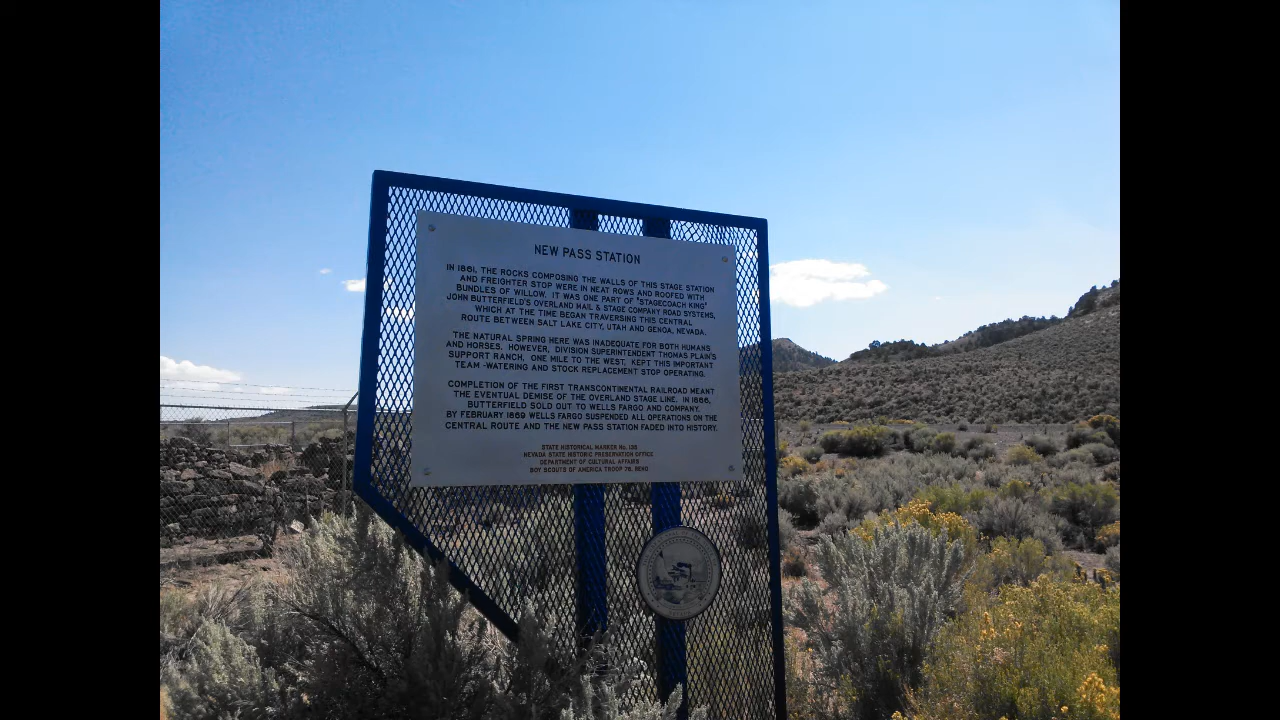 NEW PASS STATION
IN 1861, THE ROCKS COMPOSING THE WALLS OF THIS STAGE STATION
AND FREIGHTER STOP WERE IN NEAT ROWS AND ROOFED WITH
BUNDLES OF WILLOW. IT WAS ONE PART OF "STAGECOACH KING"
JOHN BUTTERFIELD'S OVERLAND MAIL & STAGE COMPANY ROAD SYSTEMS,
WHICH AT THE TIME BEGAN TRAVERSING THIS CENTRAL
ROUTE BETWEEN SALT LAKE CITY, UTAH AND GENOA, NEVADA.
THE NATURAL SPRING HERE WAS INADEQUATE FOR BOTH HUMANS
AND HORSES. HOWEVER, DIVISION SUPERINTENDENT THOMAS PLAIN'S
SUPPORT RANCH, ONE MILE TO THE WEST, KEPT THIS IMPORTANT
TEAM -WATERING AND STOCK REPLACEMENT STOP OPERATING.
COMPLETION OF THE FIRST TRANSCONTINENTAL RAILROAD MEANT
THE EVENTUAL DEMISE OF THE OVERLAND STAGE LINE. IN 1866,
BUTTERFIELD SOLD OUT TO WELLS FARGO AND COMPANY.
BY FEBRUARY 1869 WELLS FARGO SUSPENDED ALL OPERATIONS ON THE
CENTRAL ROUTE AND THE NEW PASS STATION FADED INTO HISTORY.
STATE HISTORICAL MARKER No. 135
NEVADA STATE HISTORIC PRESERVATION OFFICE
DEPARTMENT OF CULTURAL AFFAIRS
BOY SCOUTS OF AMERICA TROOP 76, RENO